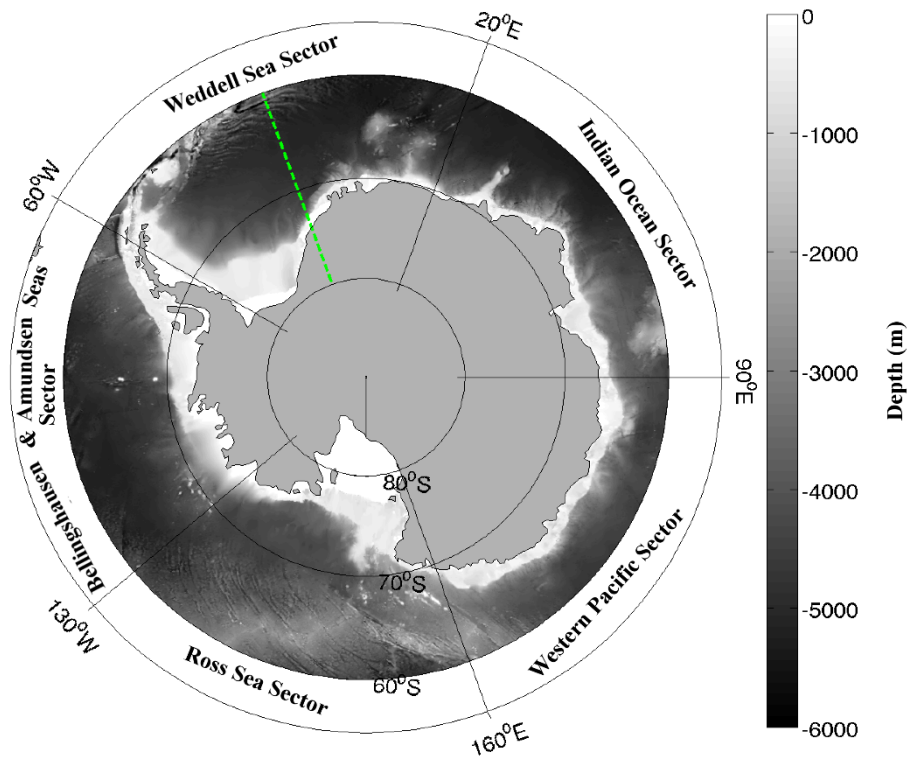 20°E
Weddell Sea Sector
60°W
Indian Ocean Sector
Bellingshausen & Amundsen Seas
Sector
90°E
80°S
70°S
60°S
Western Pacific Sector
130°W
Ross Sea Sector
160°E
0
-1000
-2000
-3000
-4000
-5000
-6000
Depth (m)